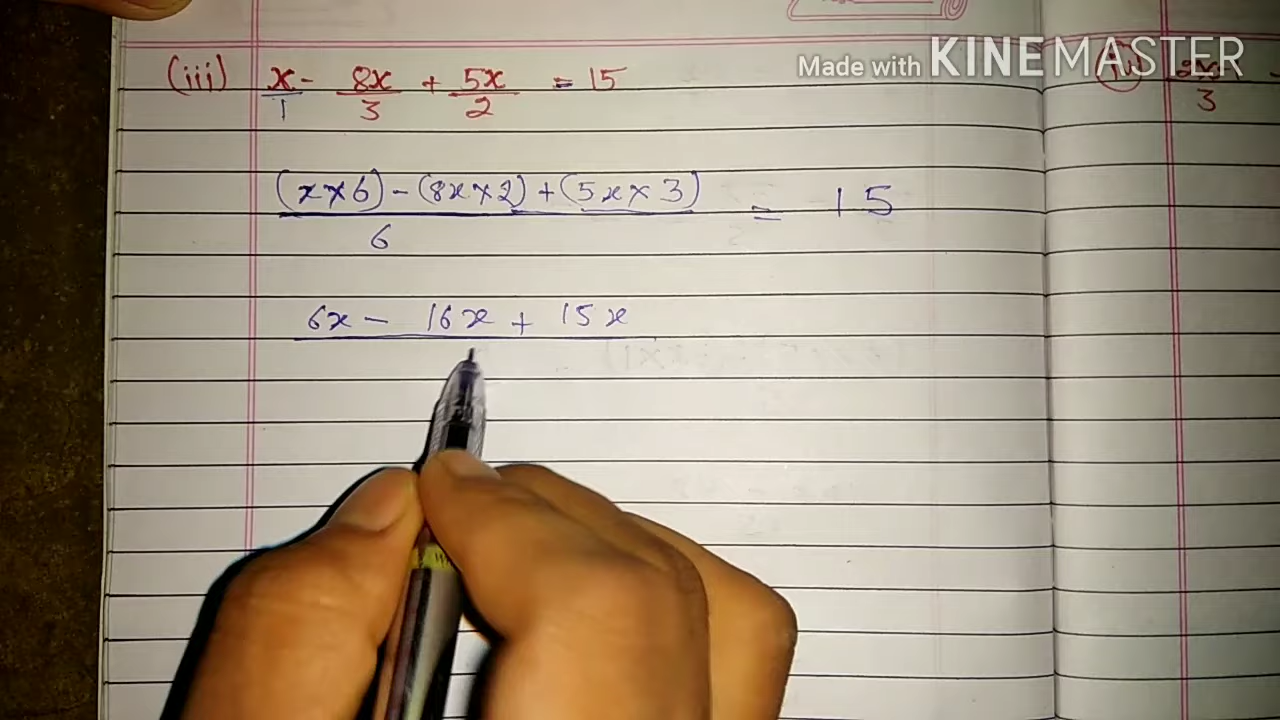 Made with KINEMASTER
(iii) x/1 - 8x/3 + 5x/2 = 15
(x×6) - (8x×2) + (5x×3) / 6 = 15
6x - 16x + 15x
3